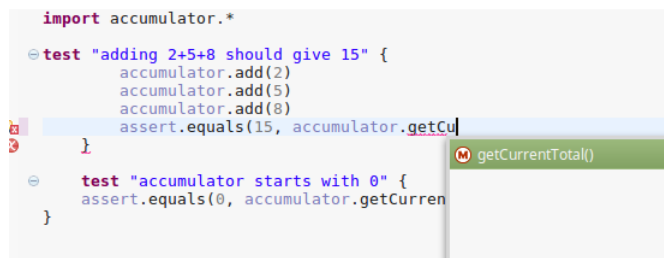 import accumulator.*
test "adding 2+5+8 should give 15" {
accumulator.add(2)
accumulator.add(5)
accumulator.add(8)
assert.equals(15, accumulator.getCu
}
M getCurrentTotal()
test "accumulator starts with 0" {
assert.equals(0, accumulator.getCurren
}